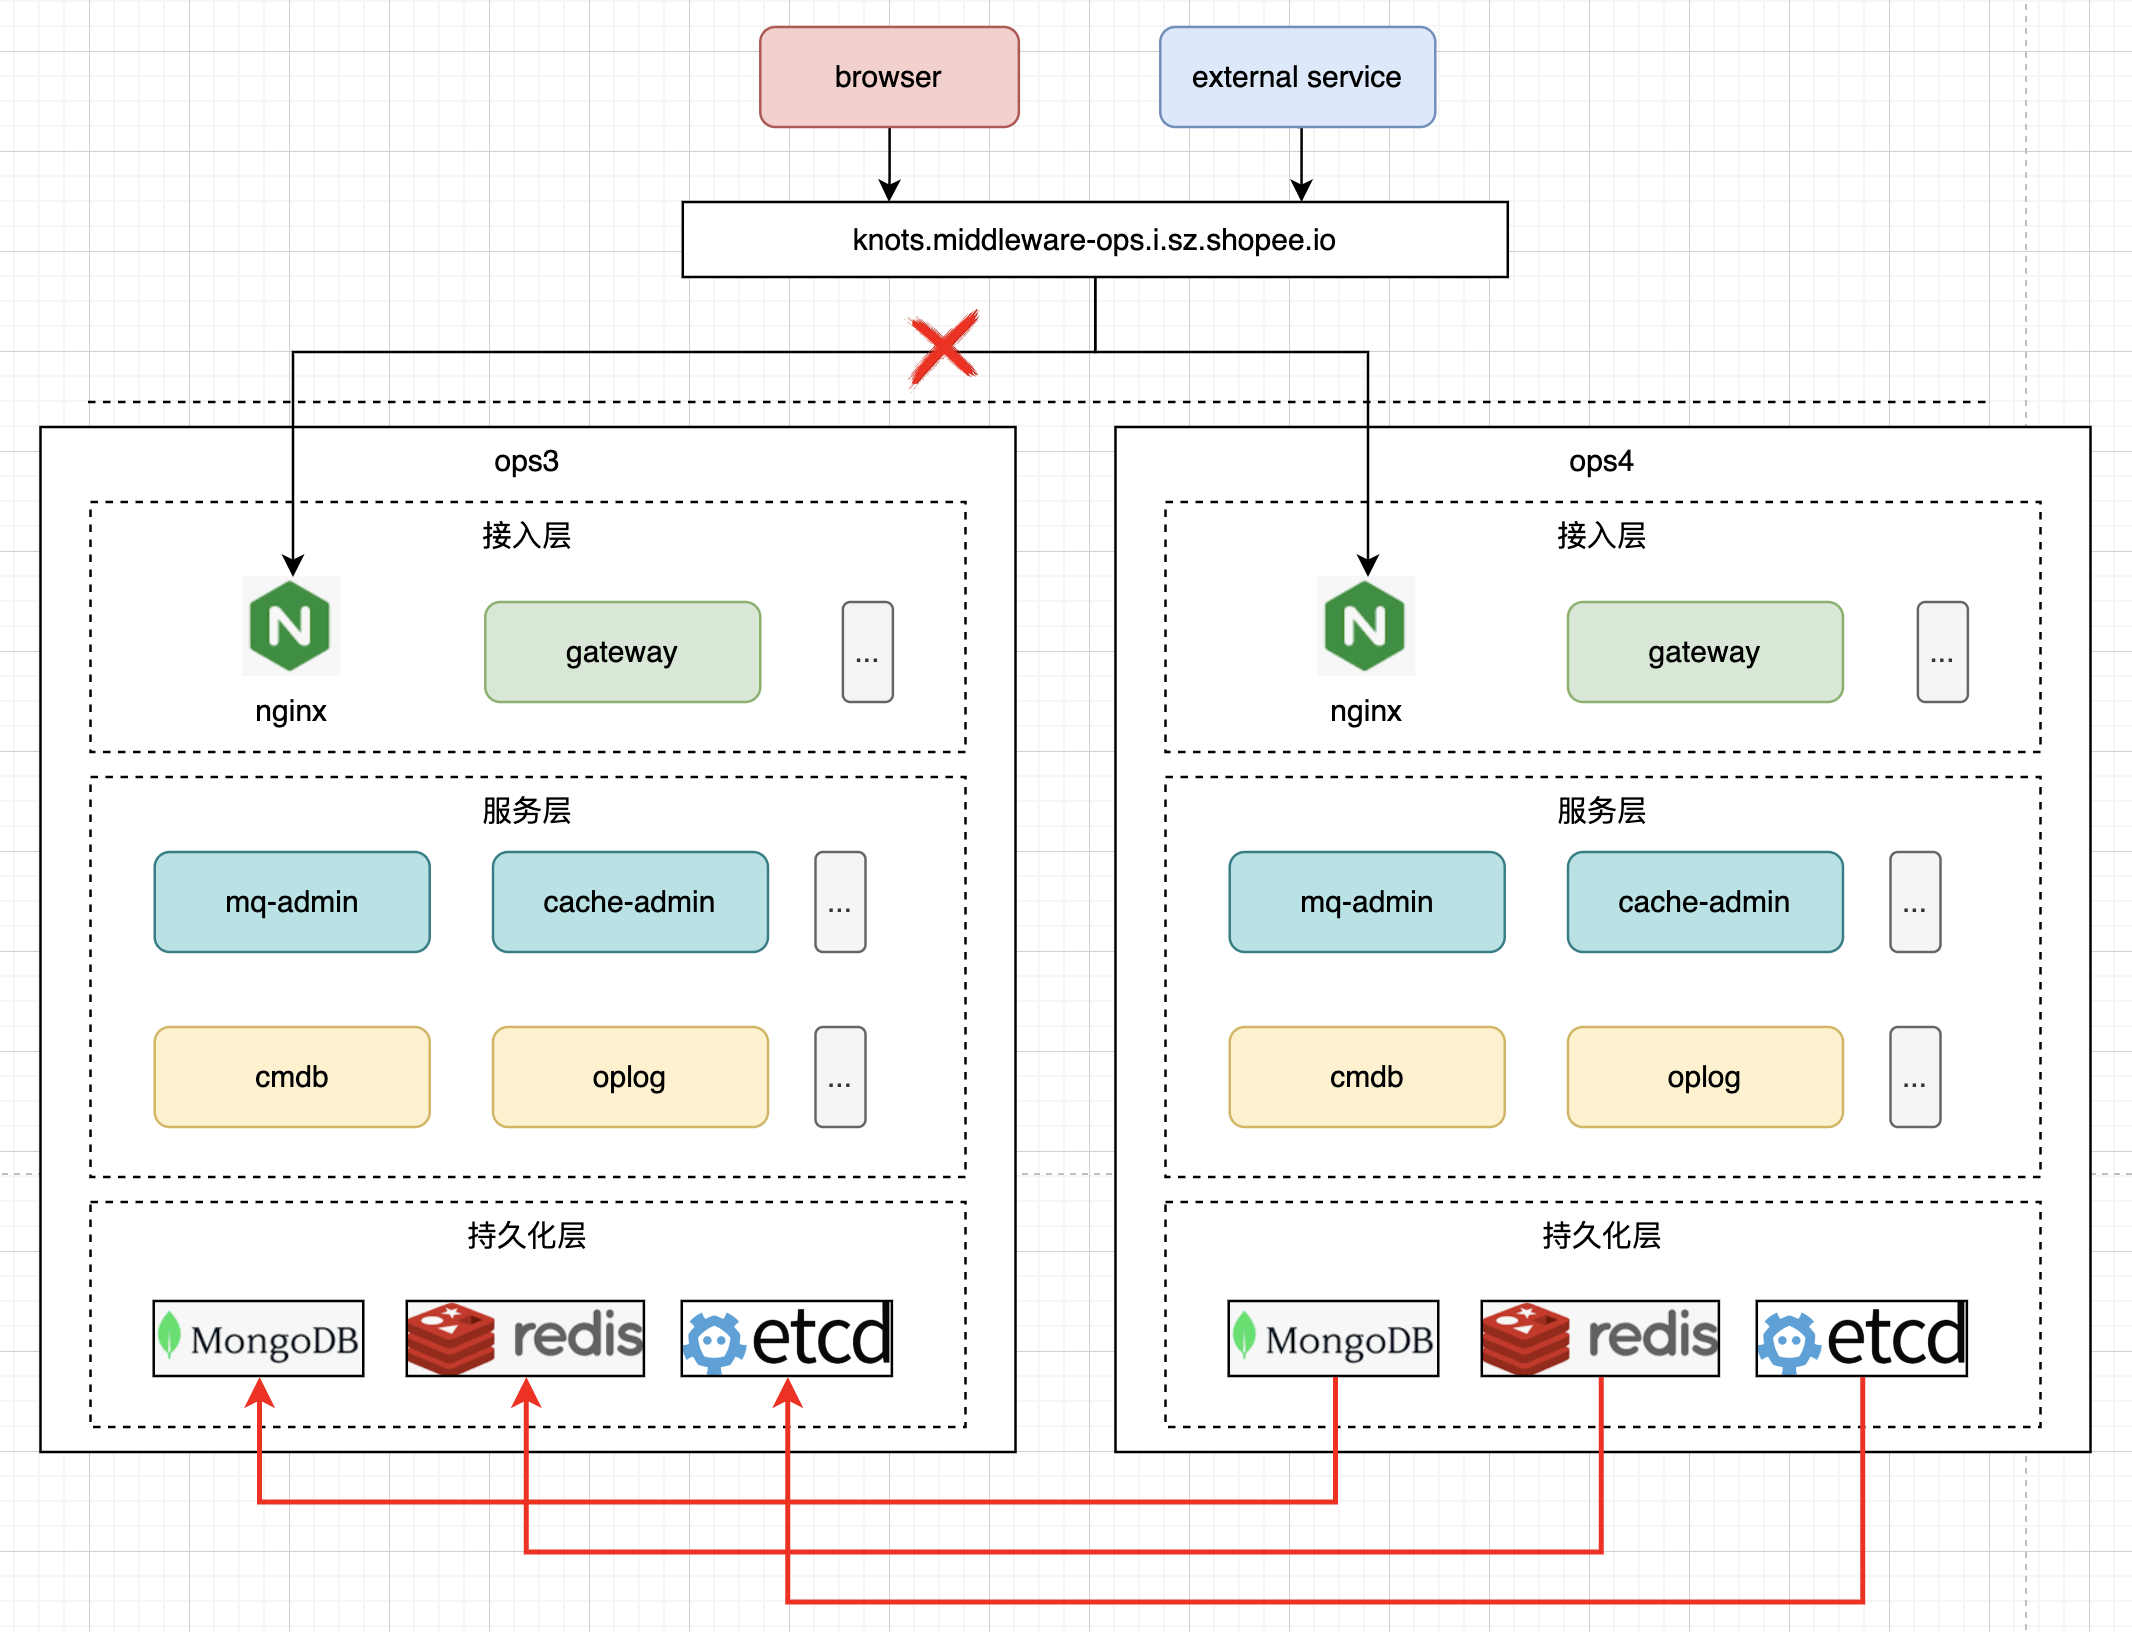 browser
external service
knots.middleware-ops.i.sz.shopee.io
ops3
接入层
N
nginx
gateway
...
服务层
mq-admin
cache-admin
...
cmdb
oplog
...
持久化层
MongoDB
redis
etcd
ops4
接入层
N
nginx
gateway
...
服务层
mq-admin
cache-admin
...
cmdb
oplog
...
持久化层
MongoDB
redis
etcd